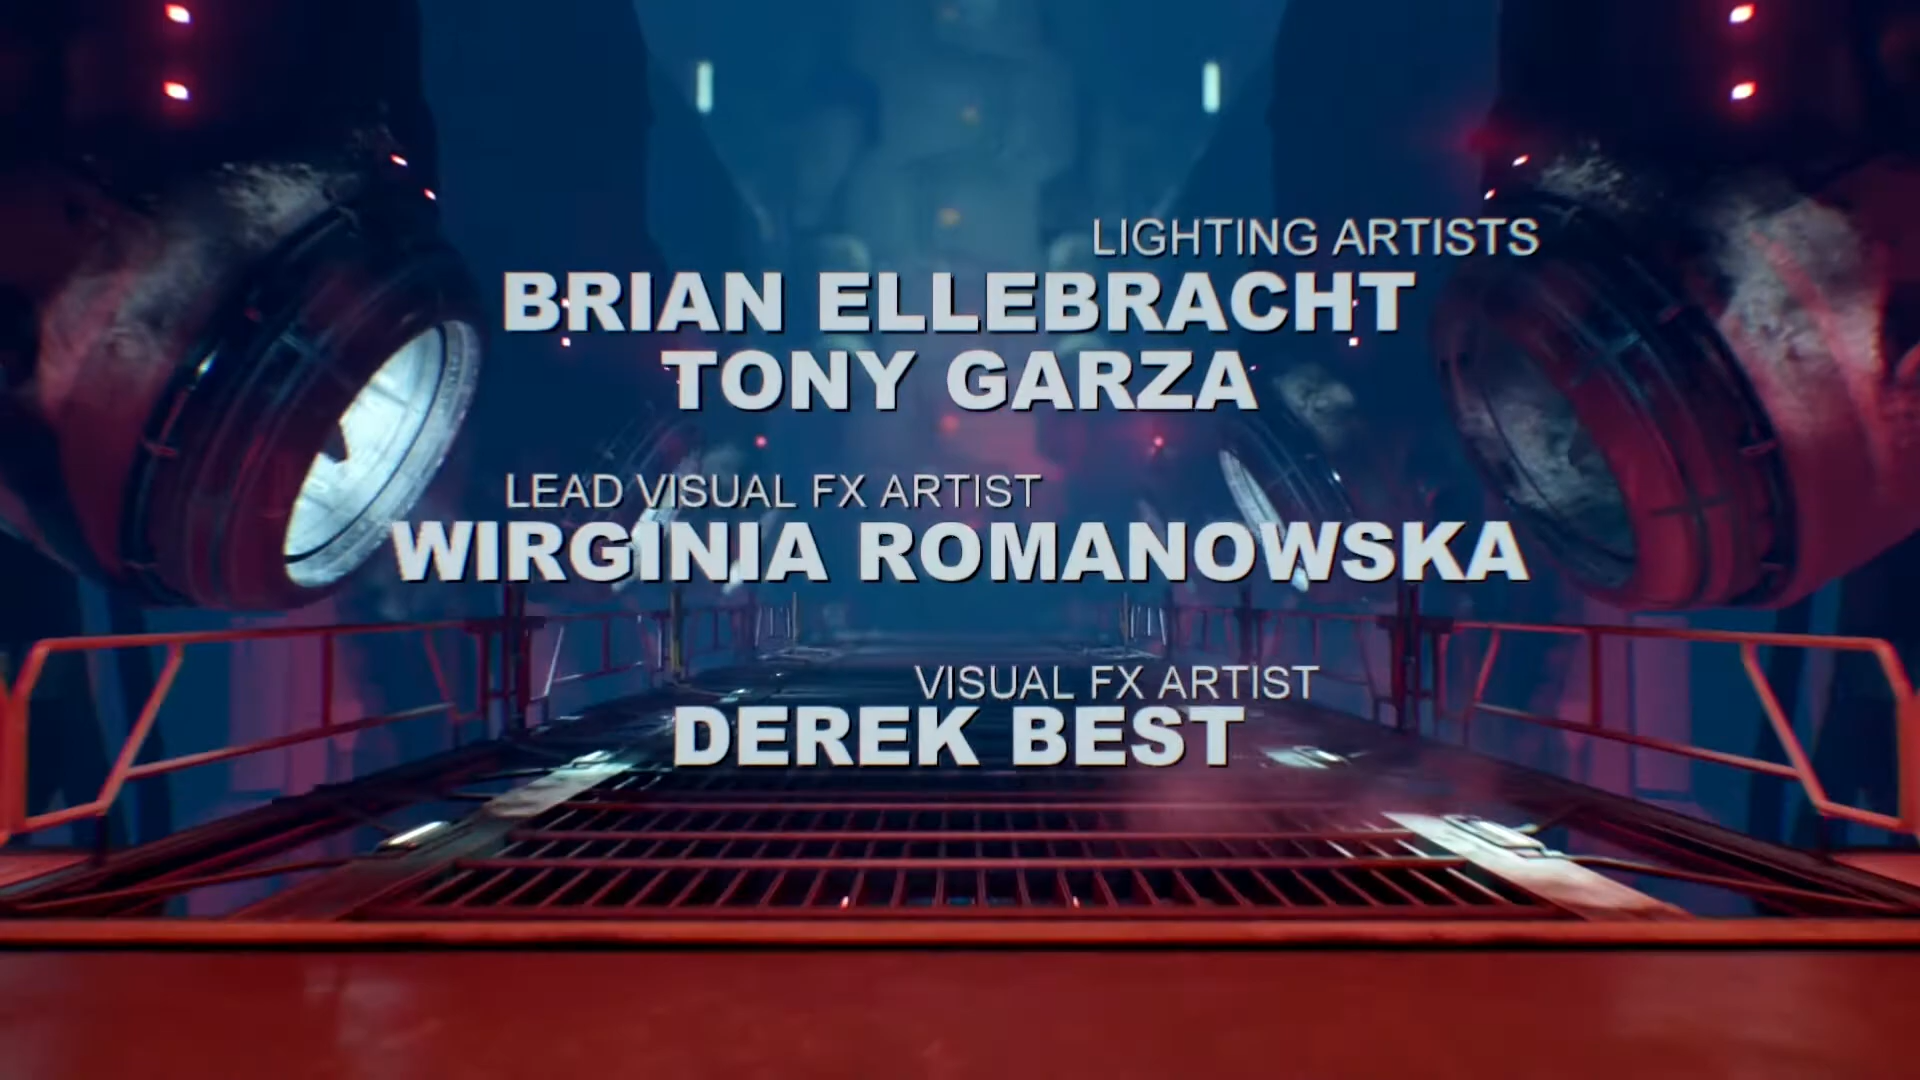 LIGHTING ARTISTS
BRIAN ELLEBRACHT
TONY GARZA
LEAD VISUAL FX ARTIST
WIRGINIA ROMANOWSKA
VISUAL FX ARTIST
DEREK BEST